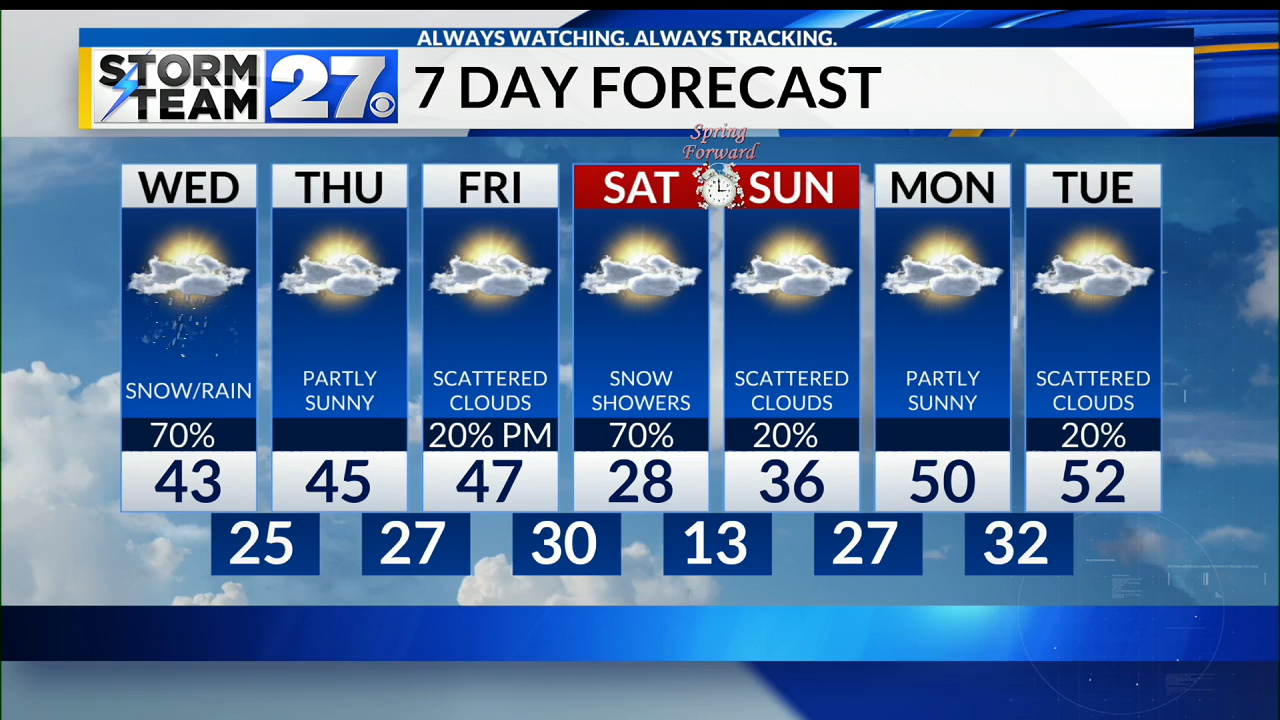 ALWAYS WATCHING. ALWAYS TRACKING.
STORM
TEAM
27
7 DAY FORECAST
Spring
Forward
WED THU FRI SAT SUN MON TUE
SNOW/RAIN
PARTLY
SUNNY
SCATTERED
CLOUDS
SNOW
SHOWERS
SCATTERED
CLOUDS
PARTLY
SUNNY
SCATTERED
CLOUDS
70% 20% PM 70% 20% 20%
43 45 47 28 36 50 52
25 27 30 13 27 32